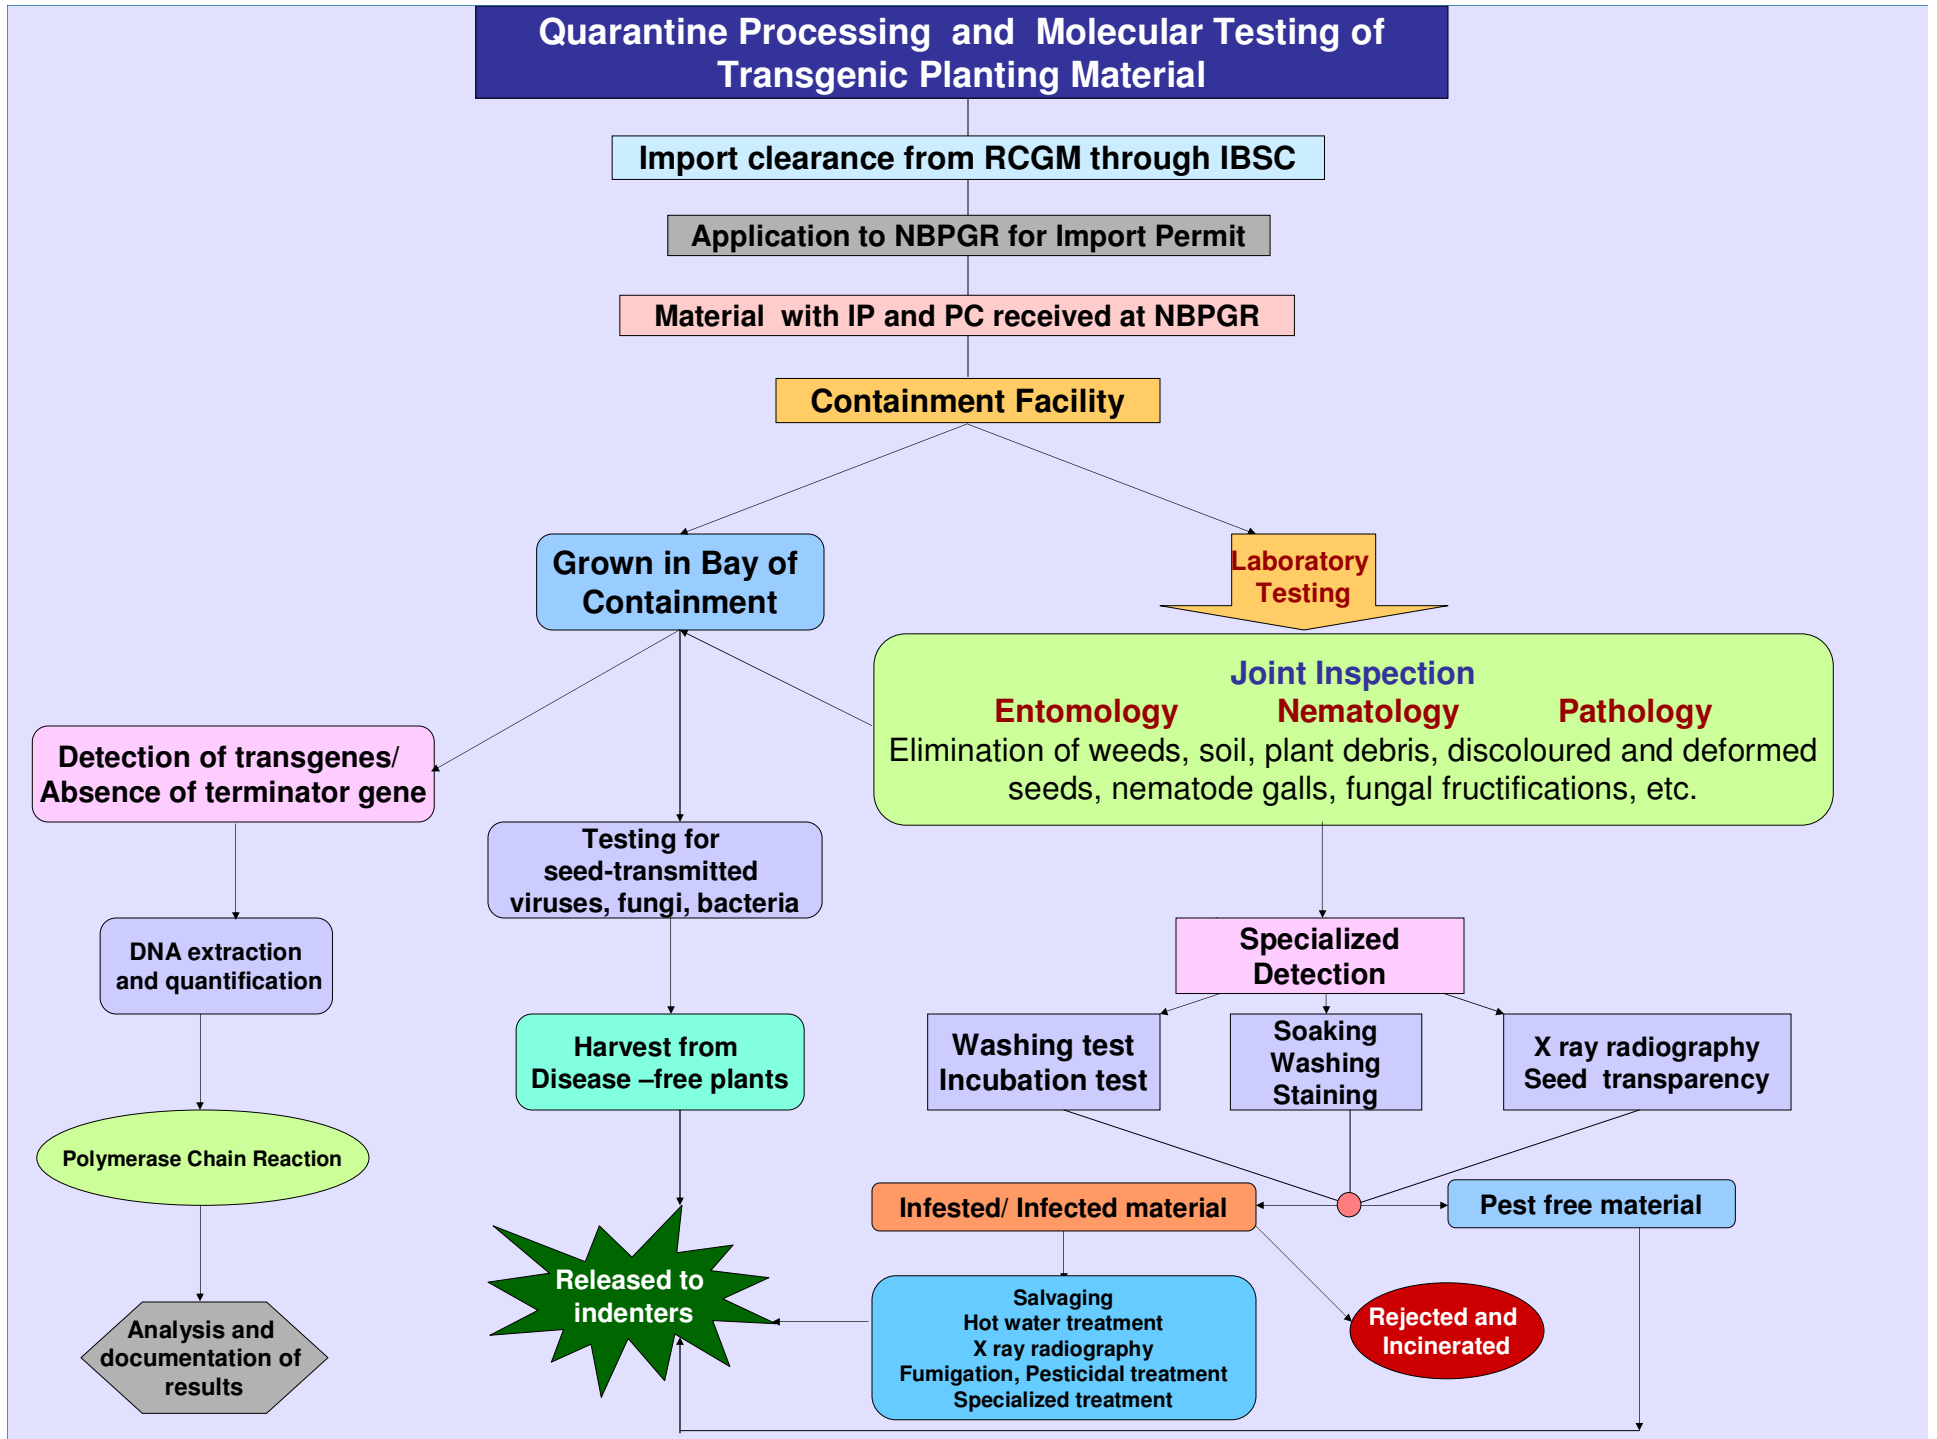 Quarantine Processing and Molecular Testing of
Transgenic Planting Material
Import clearance from RCGM through IBSC
Application to NBPGR for Import Permit
Material with IP and PC received at NBPGR
Containment Facility
Grown in Bay of
Containment
Laboratory
Testing
Joint Inspection
Entomology Nematology Pathology
Elimination of weeds, soil, plant debris, discoloured and deformed
seeds, nematode galls, fungal fructifications, etc.
Detection of transgenes/
Absence of terminator gene
Testing for
seed-transmitted
viruses, fungi, bacteria
DNA extraction
and quantification
Specialized
Detection
Harvest from
Disease –free plants
Washing test
Incubation test
Soaking
Washing
Staining
X ray radiography
Seed transparency
Polymerase Chain Reaction
Infested/ Infected material
Pest free material
Released to
indenters
Salvaging
Hot water treatment
X ray radiography
Fumigation, Pesticidal treatment
Specialized treatment
Rejected and
Incinerated
Analysis and
documentation of
results